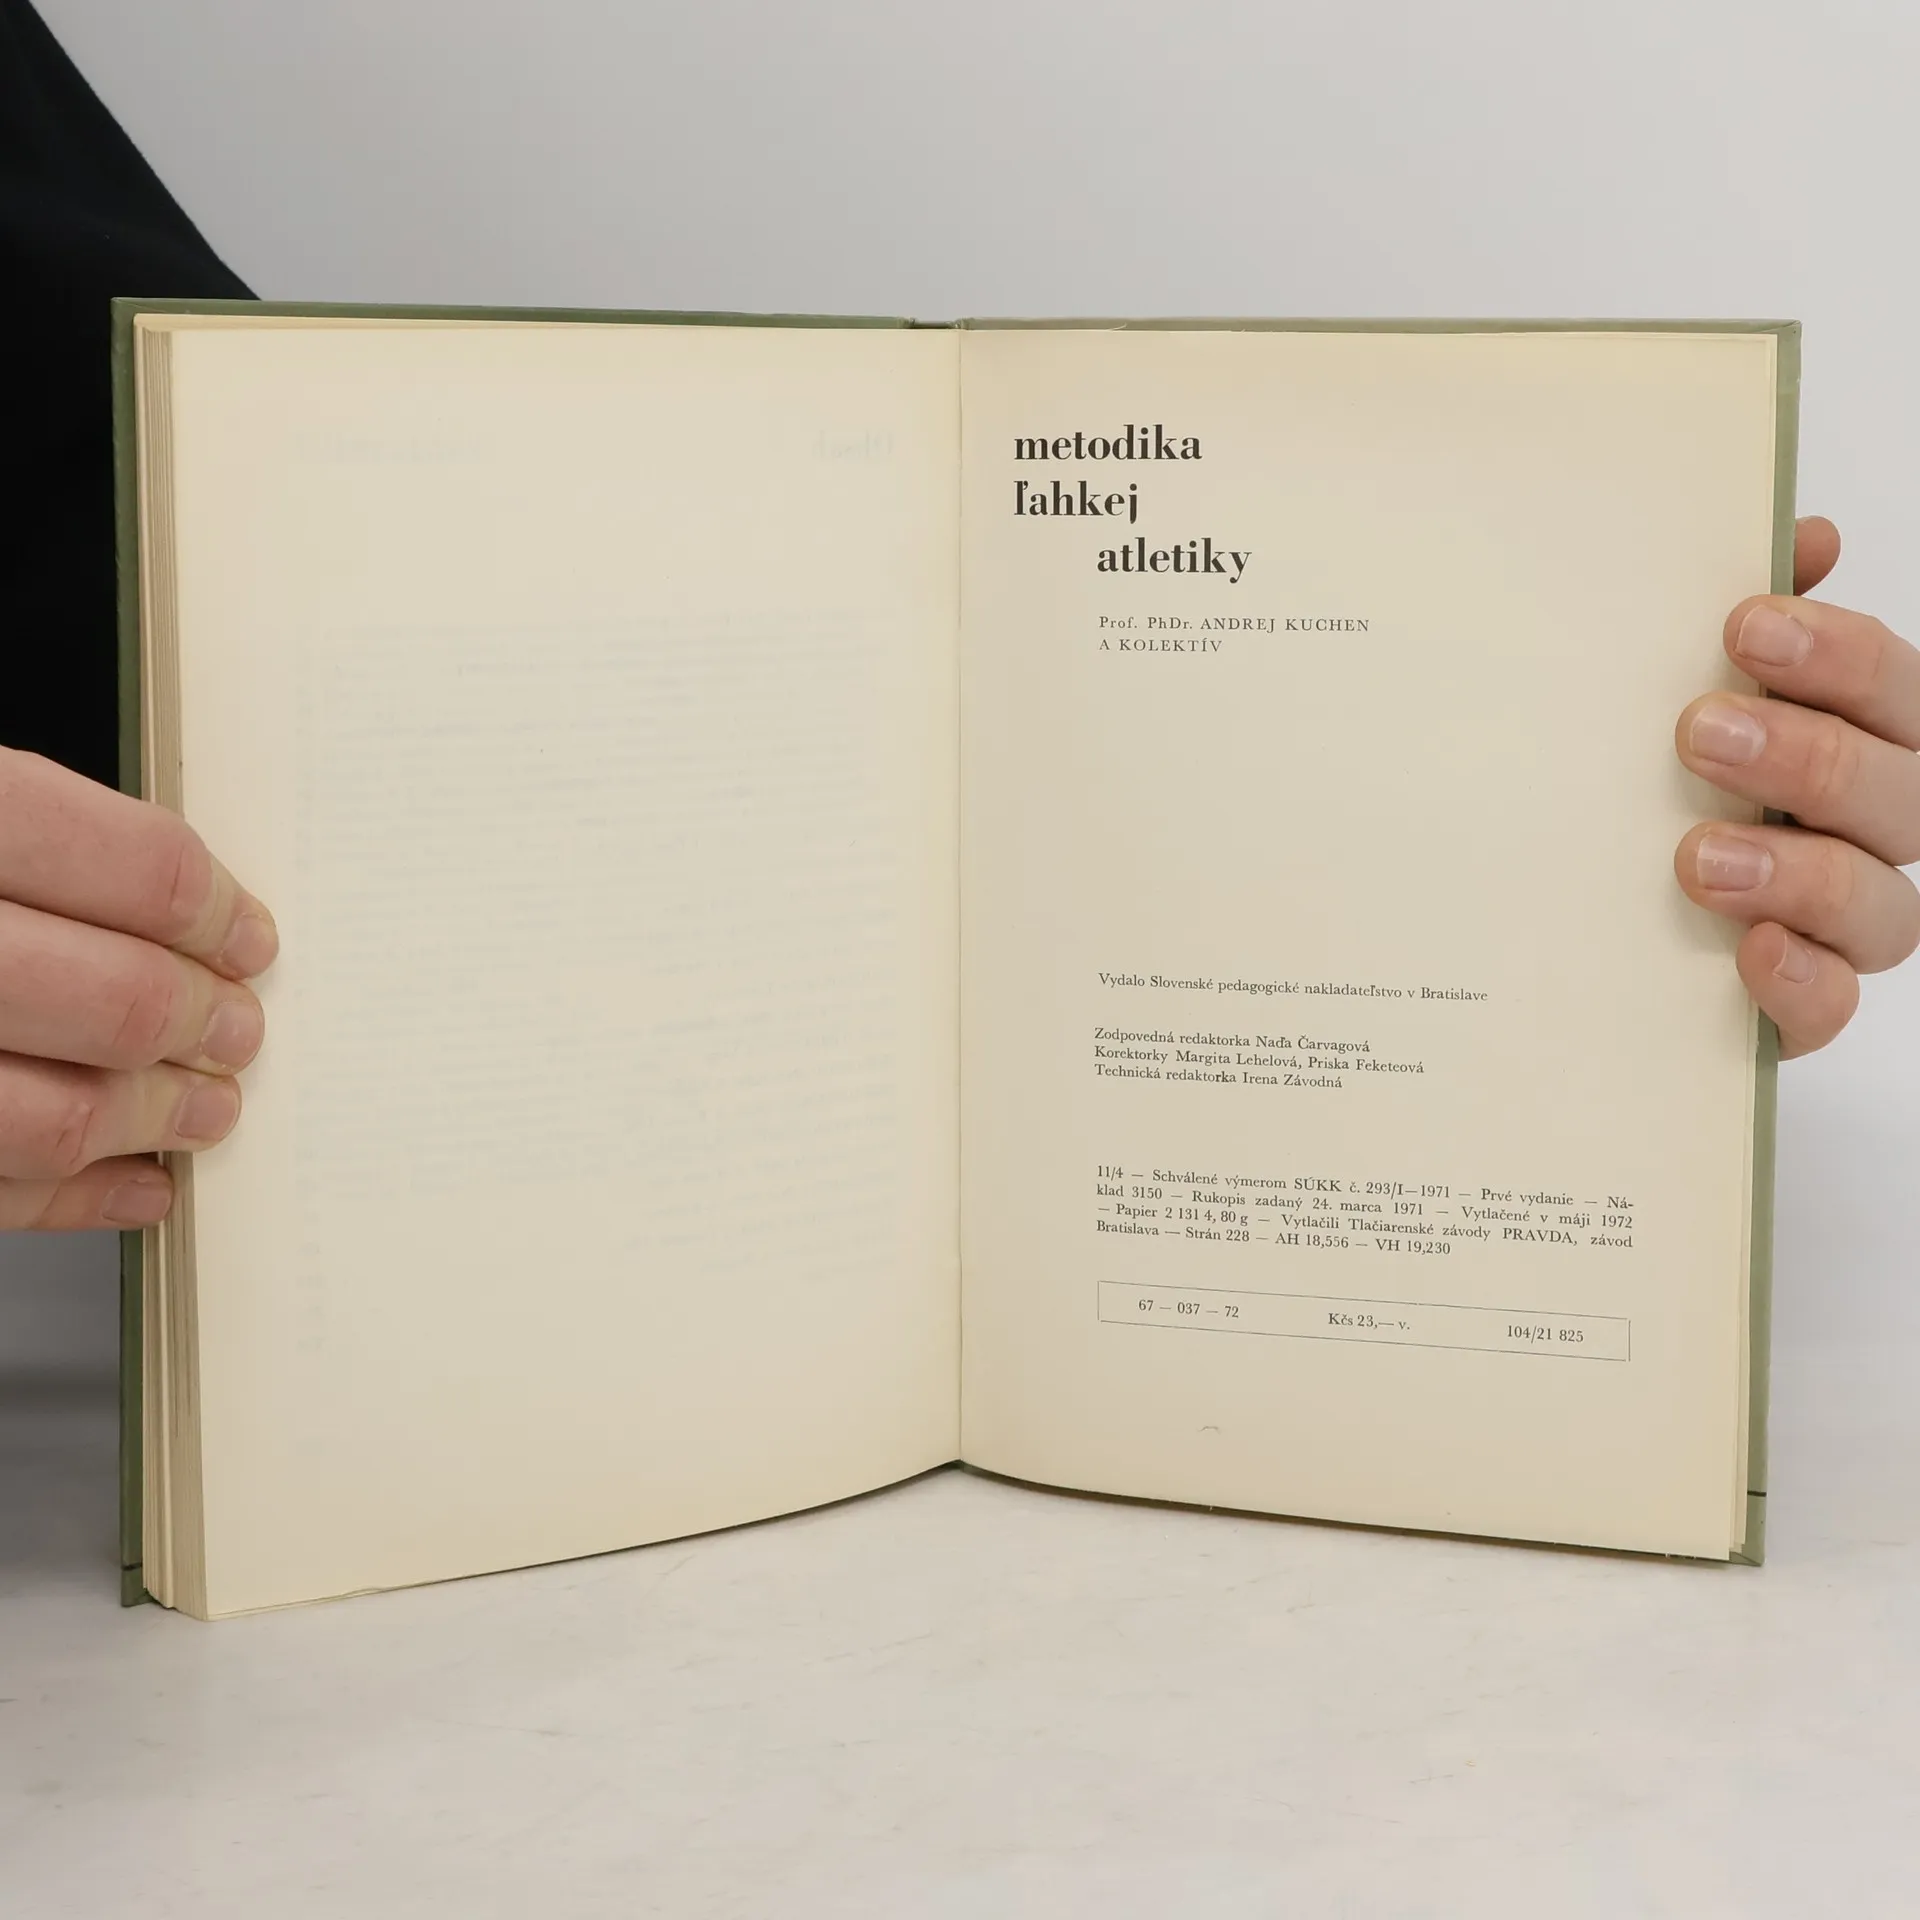 metodika
ľahkej
atletiky
Prof. PhDr. ANDREJ KUCHEN
A KOLEKTÍV
Vydalo Slovenské pedagogické nakladateľstvo v Bratislave
Zodpovedná redaktorka Naďa Čarvagová
Korektorky Margita Lehelová, Priska Feketeová
Technická redaktorka Irena Závodná
11/4 — Schválené výmerom SÚKK č. 293/I—1971 — Prvé vydanie — Ná-
klad 3150 — Rukopis zadaný 24. marca 1971 — Vytlačené v máji 1972
— Papier 2 131 4, 80 g — Vytlačili Tlačiarenské závody PRAVDA, závod
Bratislava — Strán 228 — AH 18,556 — VH 19,230
67 — 037 — 72 Kčs 23,— v. 104/21 825